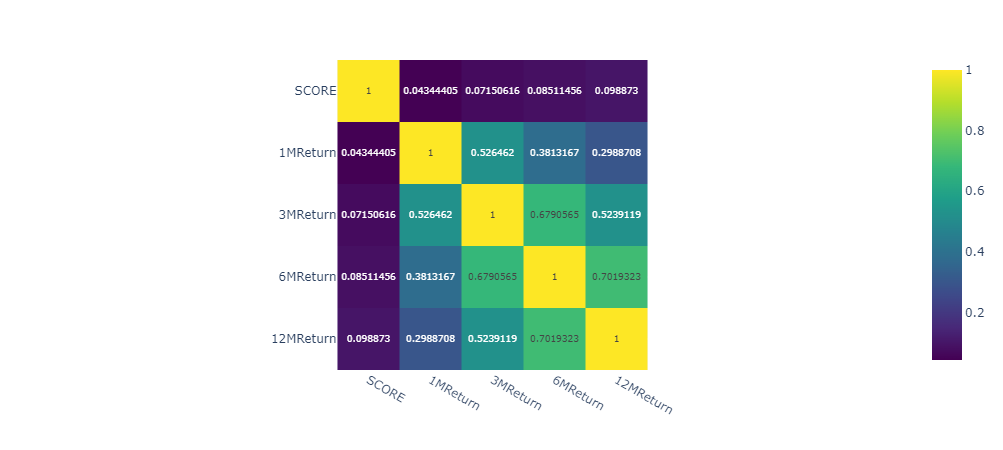 SCORE 1 0.04344405 0.07150616 0.08511456 0.098873
1MReturn 0.04344405 1 0.526462 0.3813167 0.2988708
3MReturn 0.07150616 0.526462 1 0.6790565 0.5239119
6MReturn 0.08511456 0.3813167 0.6790565 1 0.7019323
12MReturn 0.098873 0.2988708 0.5239119 0.7019323 1
SCORE 1MReturn 3MReturn 6MReturn 12MReturn
1
0.8
0.6
0.4
0.2